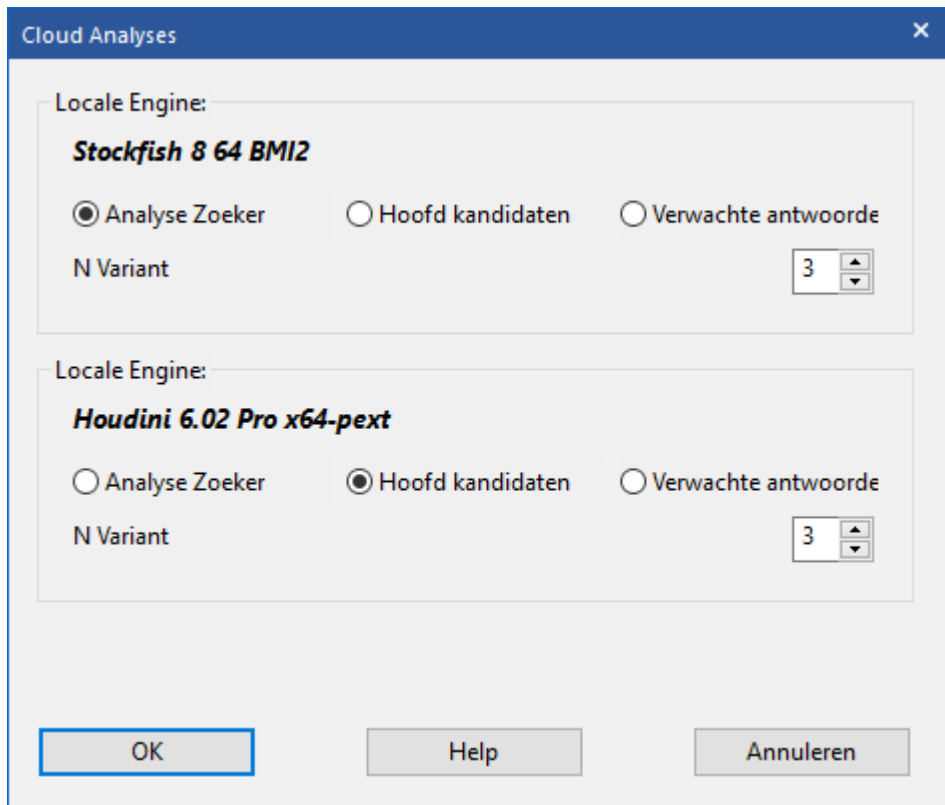 Cloud Analyses
Locale Engine:
Stockfish 8 64 BMI2
Analyse Zoeker Hoofd kandidaten Verwachte antwoorde
N Variant 3
Locale Engine:
Houdini 6.02 Pro x64-pext
Analyse Zoeker Hoofd kandidaten Verwachte antwoorde
N Variant 3
OK Help Annuleren